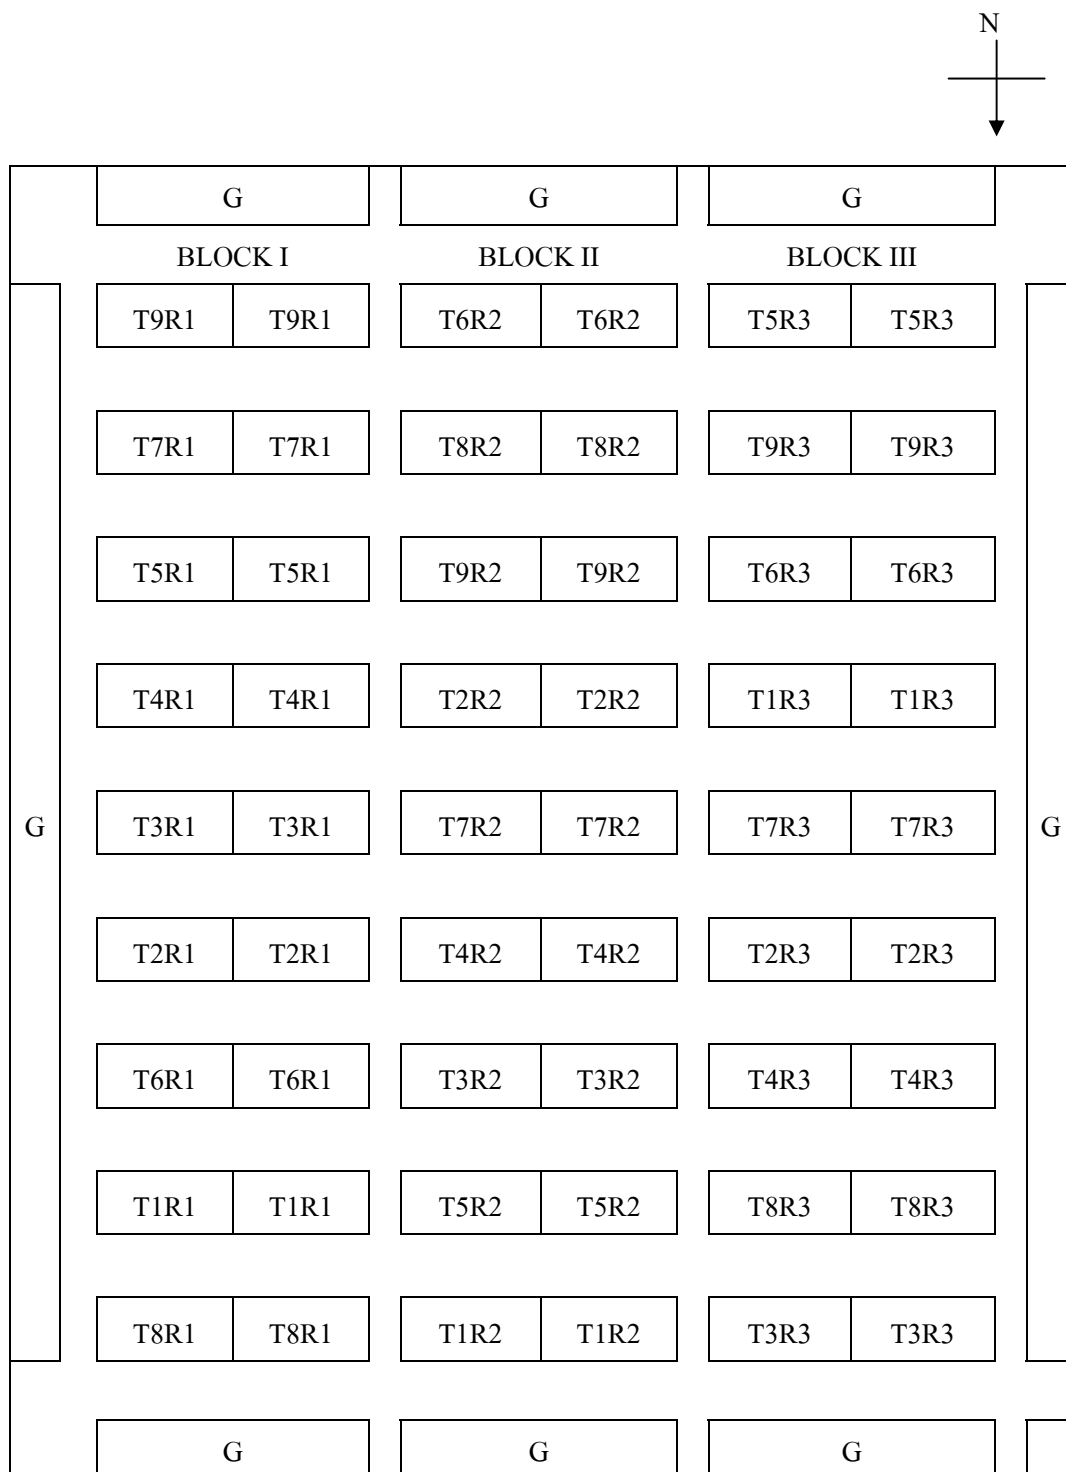 N
G G G
BLOCK I BLOCK II BLOCK III
T9R1 T9R1 T6R2 T6R2 T5R3 T5R3
T7R1 T7R1 T8R2 T8R2 T9R3 T9R3
T5R1 T5R1 T9R2 T9R2 T6R3 T6R3
T4R1 T4R1 T2R2 T2R2 T1R3 T1R3
G T3R1 T3R1 T7R2 T7R2 T7R3 T7R3 G
T2R1 T2R1 T4R2 T4R2 T2R3 T2R3
T6R1 T6R1 T3R2 T3R2 T4R3 T4R3
T1R1 T1R1 T5R2 T5R2 T8R3 T8R3
T8R1 T8R1 T1R2 T1R2 T3R3 T3R3
G G G